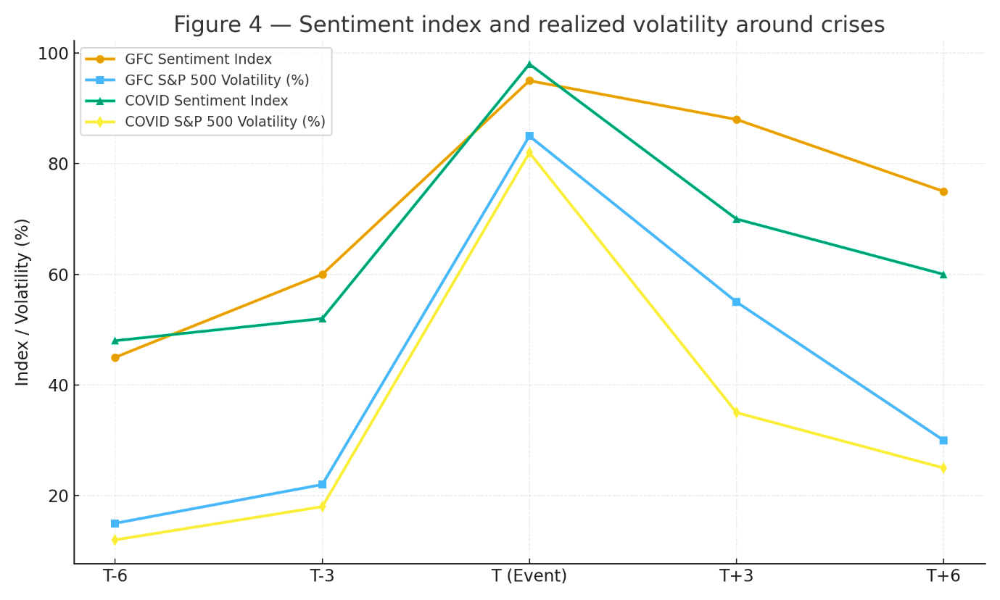 Figure 4 — Sentiment index and realized volatility around crises
GFC Sentiment Index
GFC S&P 500 Volatility (%)
COVID Sentiment Index
COVID S&P 500 Volatility (%)
Index / Volatility (%)
100
80
60
40
20
T-6
T-3
T (Event)
T+3
T+6